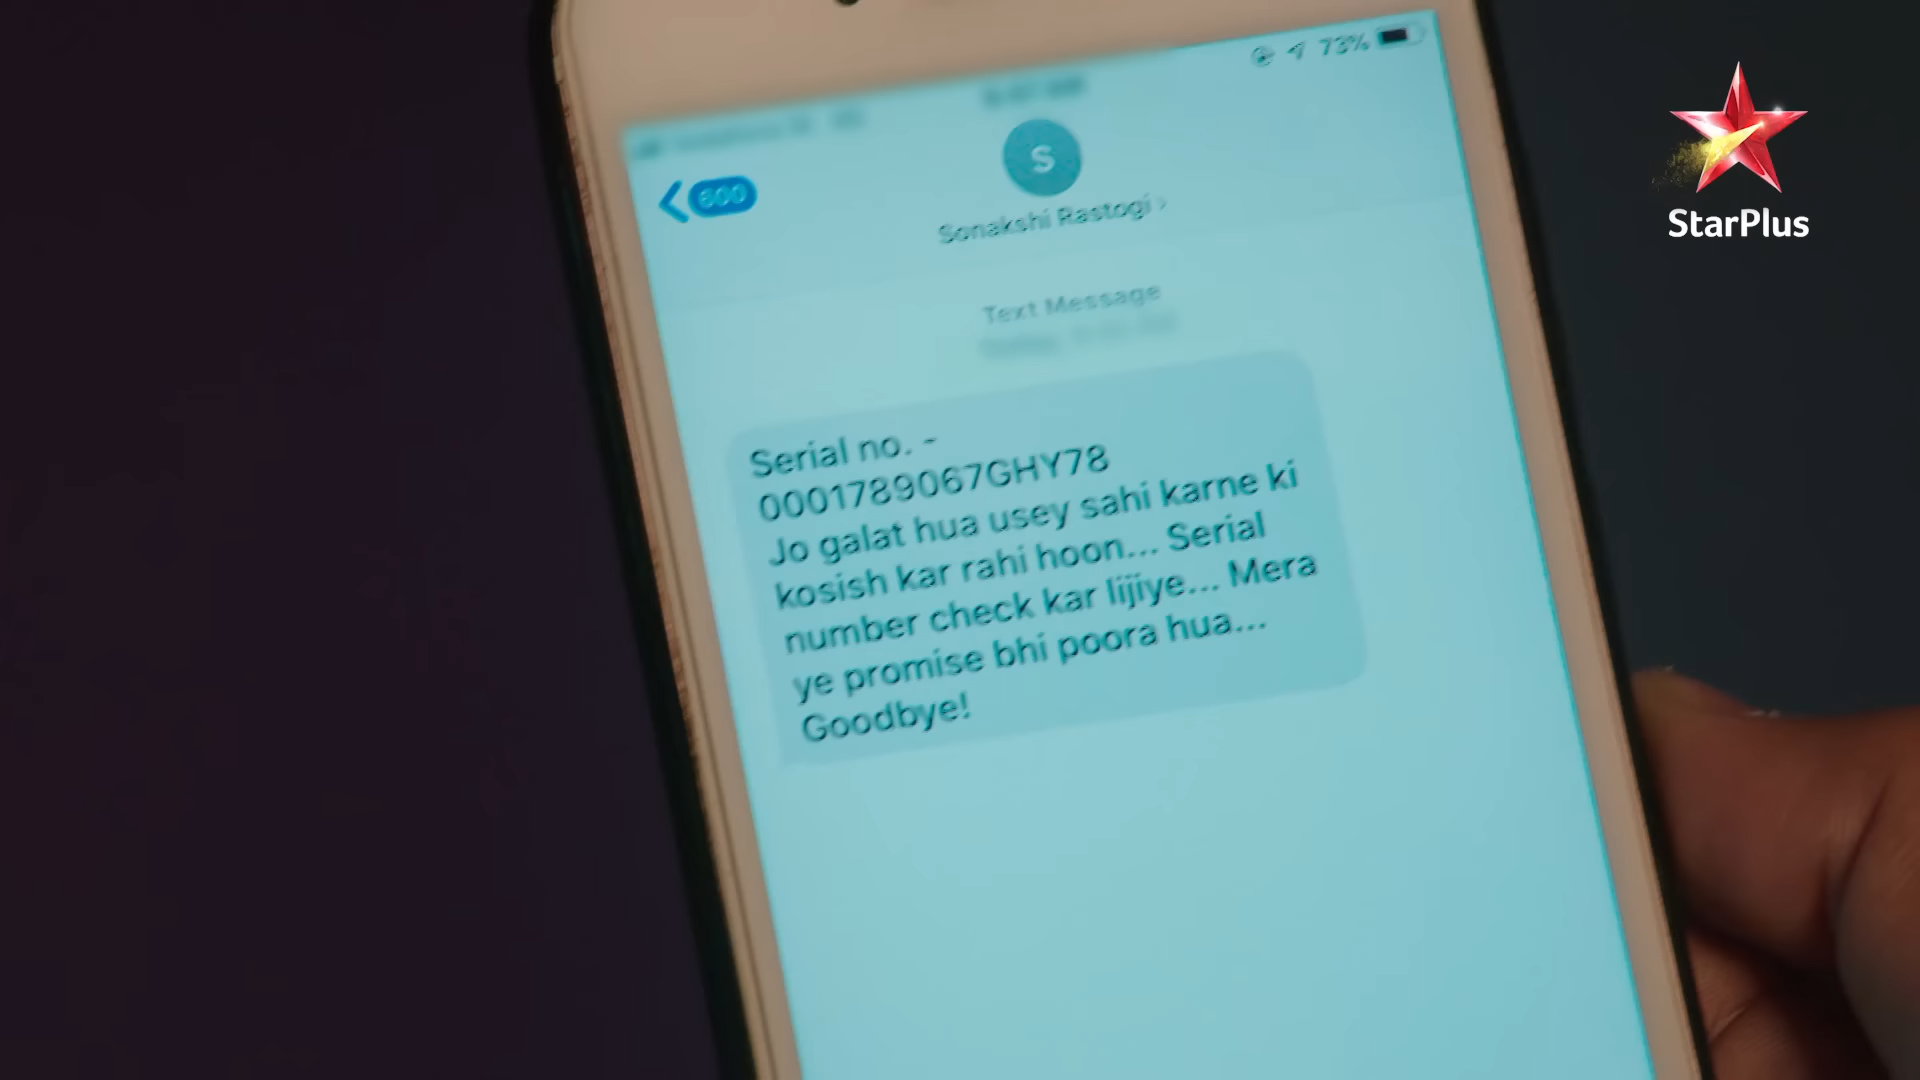 73%
StarPlus
600
S
Sonakshi Rastogi
Text Message
Serial no. -
0001789067GHY78
Jo galat hua usey sahi karne ki
kosish kar rahi hoon... Serial
number check kar lijiye... Mera
ye promise bhi poora hua...
Goodbye!